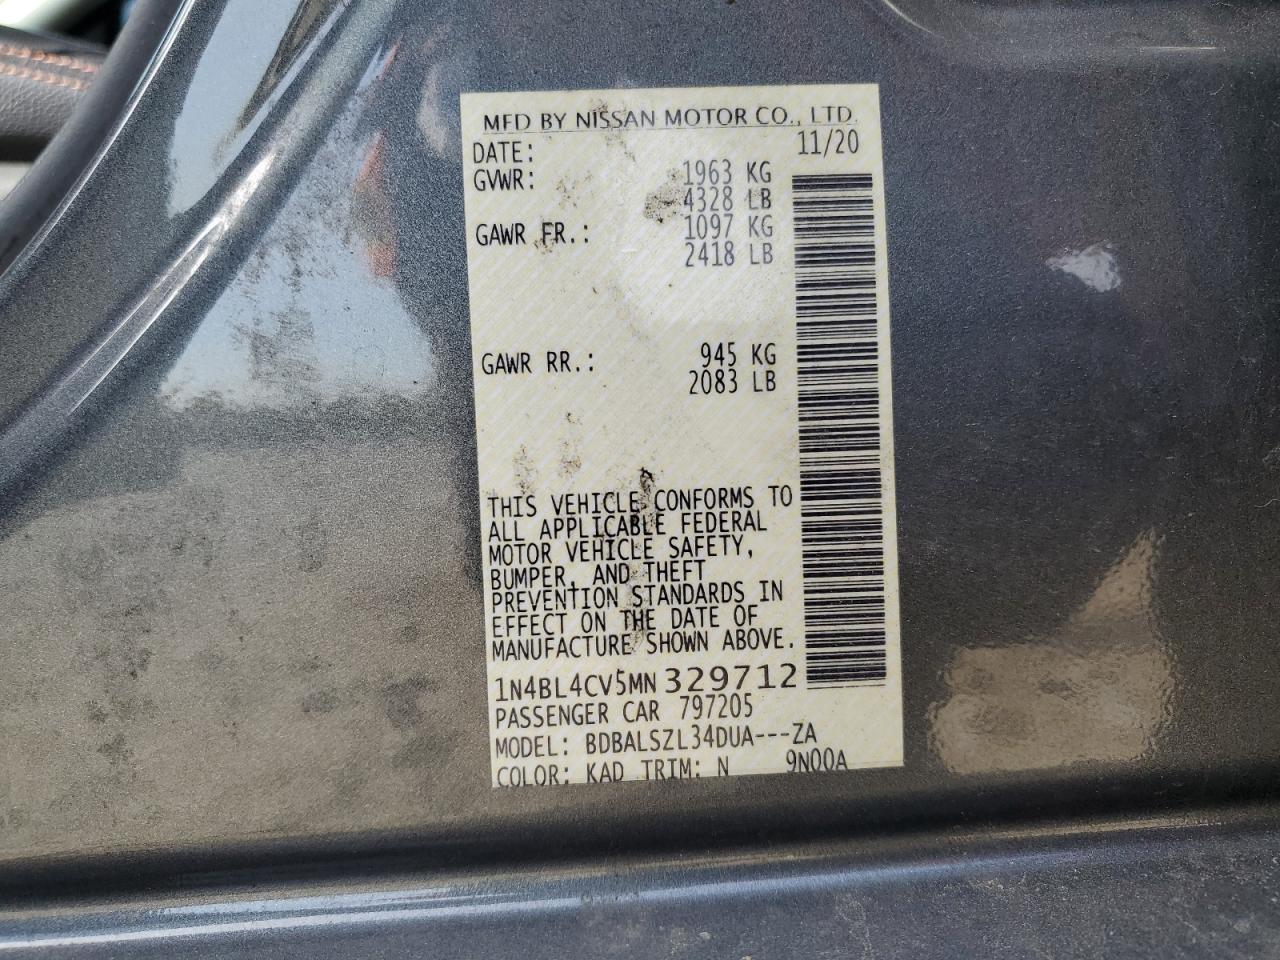 MFD BY NISSAN MOTOR CO., LTD.
DATE: 11/20
GVWR: 1963 KG
4328 LB
GAWR FR.: 1097 KG
2418 LB
GAWR RR.: 945 KG
2083 LB
THIS VEHICLE CONFORMS TO
ALL APPLICABLE FEDERAL
MOTOR VEHICLE SAFETY,
BUMPER, AND THEFT
PREVENTION STANDARDS IN
EFFECT ON THE DATE OF
MANUFACTURE SHOWN ABOVE.
1N4BL4CV5MN329712
PASSENGER CAR 797205
MODEL: BDBALSZL34DUA---ZA
COLOR: KAD TRIM: N 9N00A